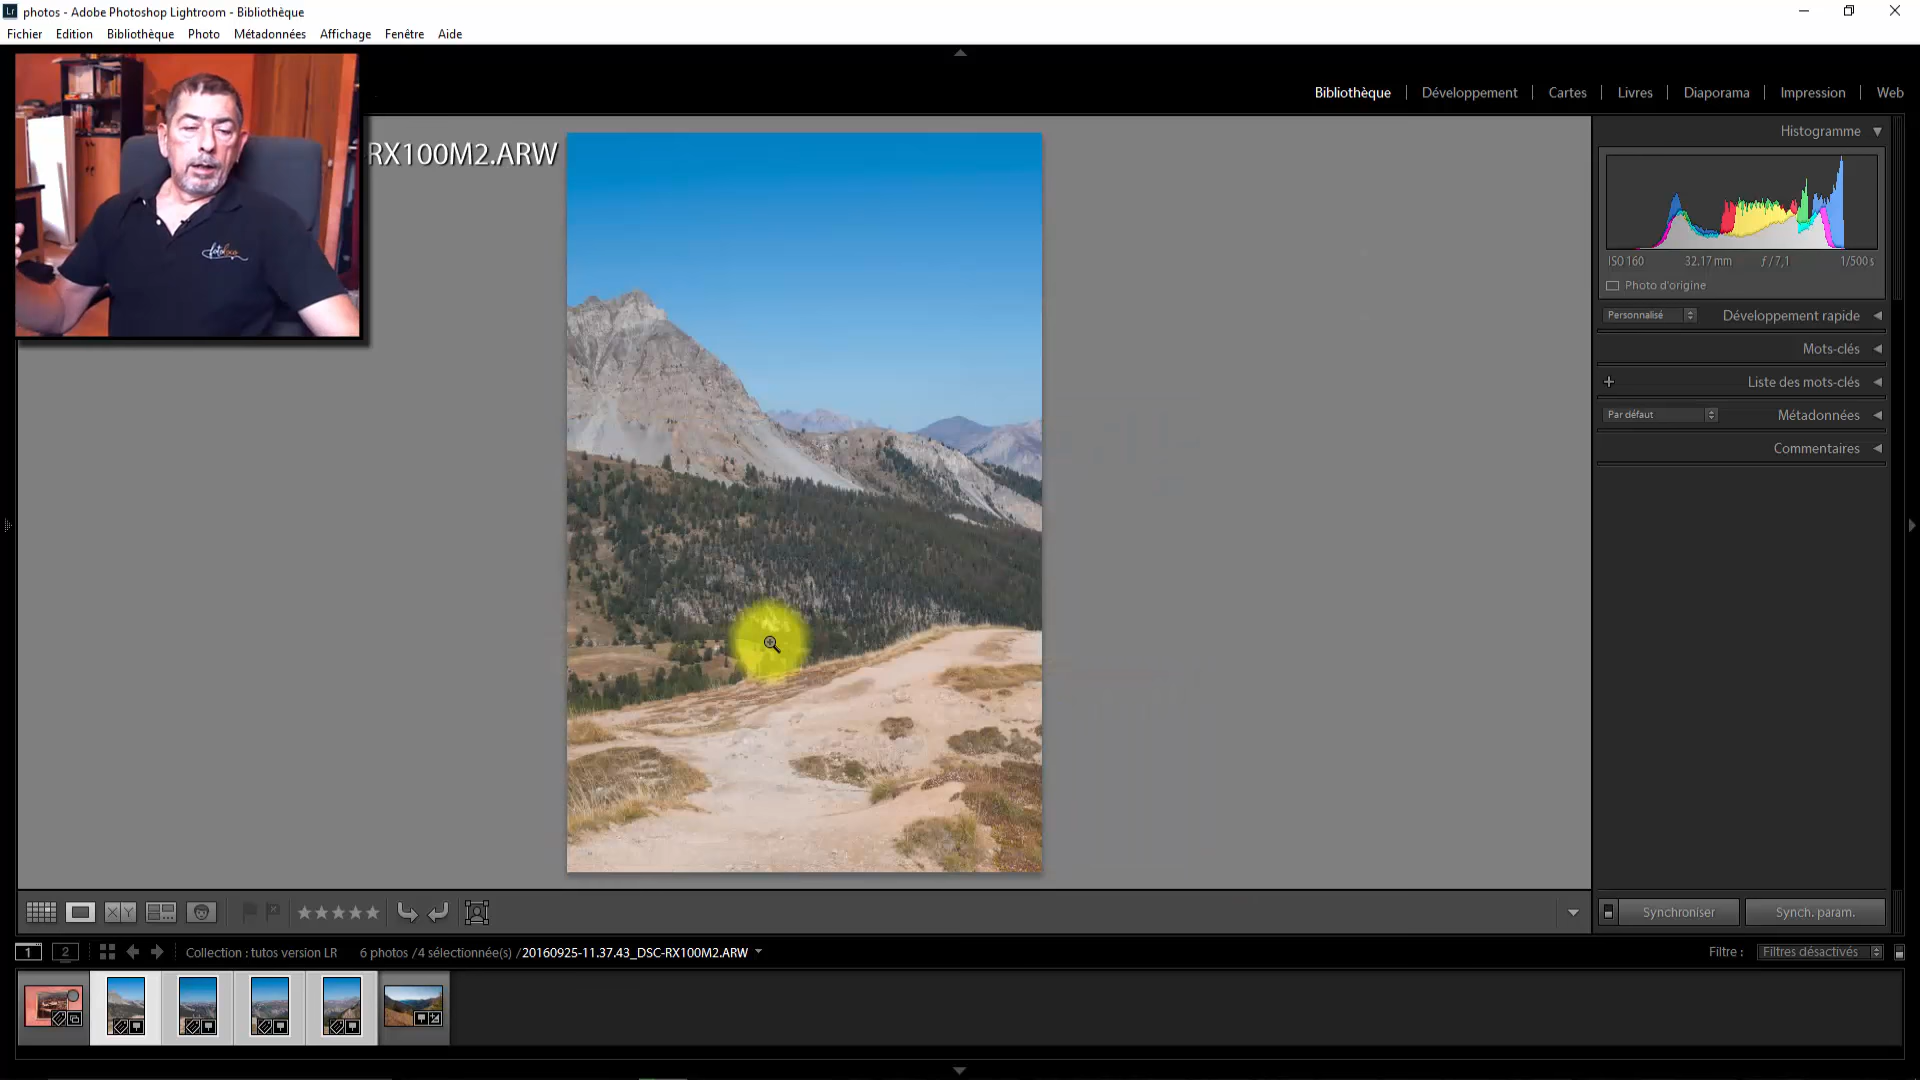 Lr photos - Adobe Photoshop Lightroom - Bibliothèque
Fichier Edition Bibliothèque Photo Métadonnées Affichage Fenêtre Aide
Bibliothèque | Développement | Cartes | Livres | Diaporama | Impression | Web
Histogramme
RX100M2.ARW
ISO 160 32.17 mm ƒ / 7,1 1/500 s
Photo d'origine
Personnalisé Développement rapide
Mots-clés
+ Liste des mots-clés
Par défaut Métadonnées
Commentaires
XY
Synchroniser Synch. param.
1 2 Collection : tutos version LR 6 photos /4 sélectionnée(s) /20160925-11.37.43_DSC-RX100M2.ARW Filtre : Filtres désactivés